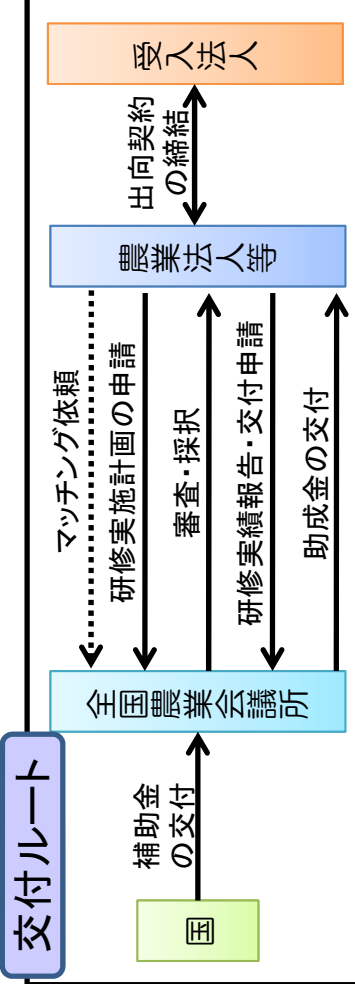 交付ルート
国
補助金
の交付
全国農業会議所
マッチング依頼
研修実施計画の申請
審査・採択
研修実績報告・交付申請
助成金の交付
農業法人等
出向契約
の締結
受入法人